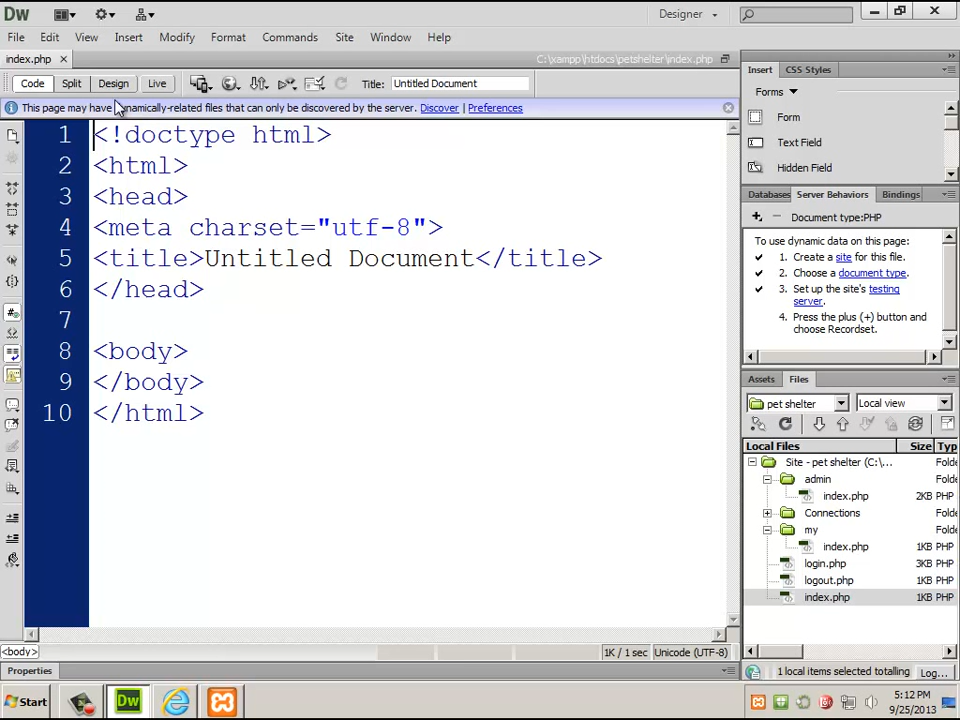 Dw
Designer
File Edit View Insert Modify Format Commands Site Window Help
index.php
C:\xampp\htdocs\petshelter\index.php
Code Split Design Live
Title: Untitled Document
This page may have dynamically-related files that can only be discovered by the server. Discover | Preferences
1 <!doctype html>
2 <html>
3 <head>
4 <meta charset="utf-8">
5 <title>Untitled Document</title>
6 </head>
7
8 <body>
9 </body>
10 </html>
<body>
1K / 1 sec Unicode (UTF-8)
Properties
Insert CSS Styles
Forms
Form
Text Field
Hidden Field
Databases Server Behaviors Bindings
Document type:PHP
To use dynamic data on this page:
1. Create a site for this file.
2. Choose a document type.
3. Set up the site's testing
server.
4. Press the plus (+) button and
choose Recordset.
Assets Files
pet shelter Local view
Local Files Size Typ
Site - pet shelter (C:\... Folde
admin Folde
index.php 2KB PHP
Connections Folde
my Folde
index.php 1KB PHP
login.php 3KB PHP
logout.php 1KB PHP
index.php 1KB PHP
1 local items selected totalling Log...
Start Dw
5:12 PM
9/25/2013